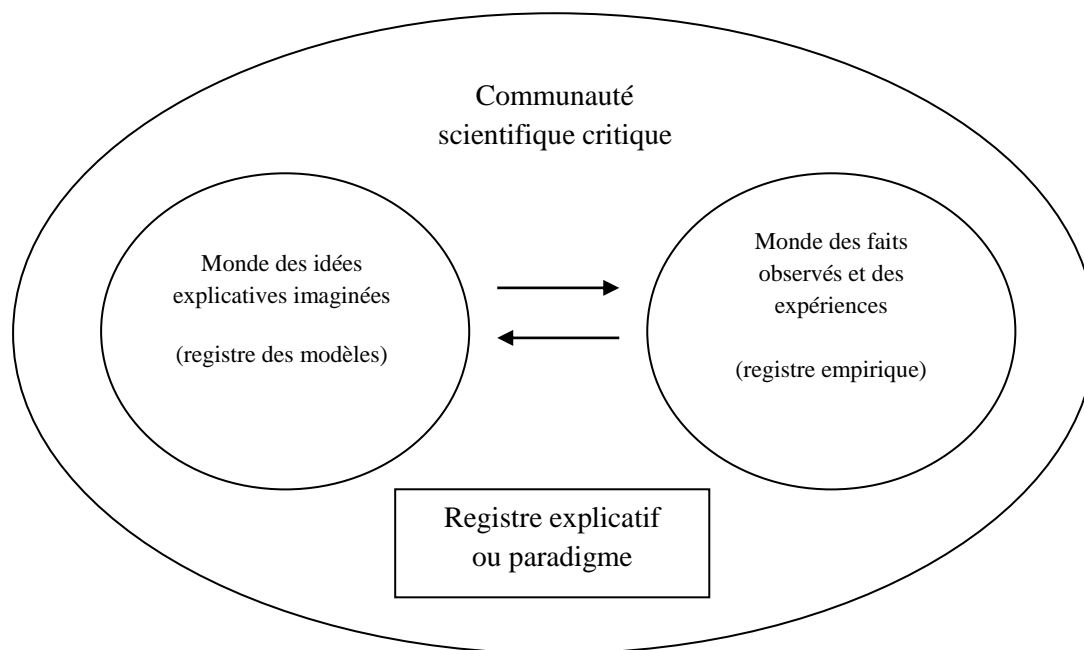 Communauté
scientifique critique
Monde des idées
explicatives imaginées
(registre des modèles)
Monde des faits
observés et des
expériences
(registre empirique)
Registre explicatif
ou paradigme